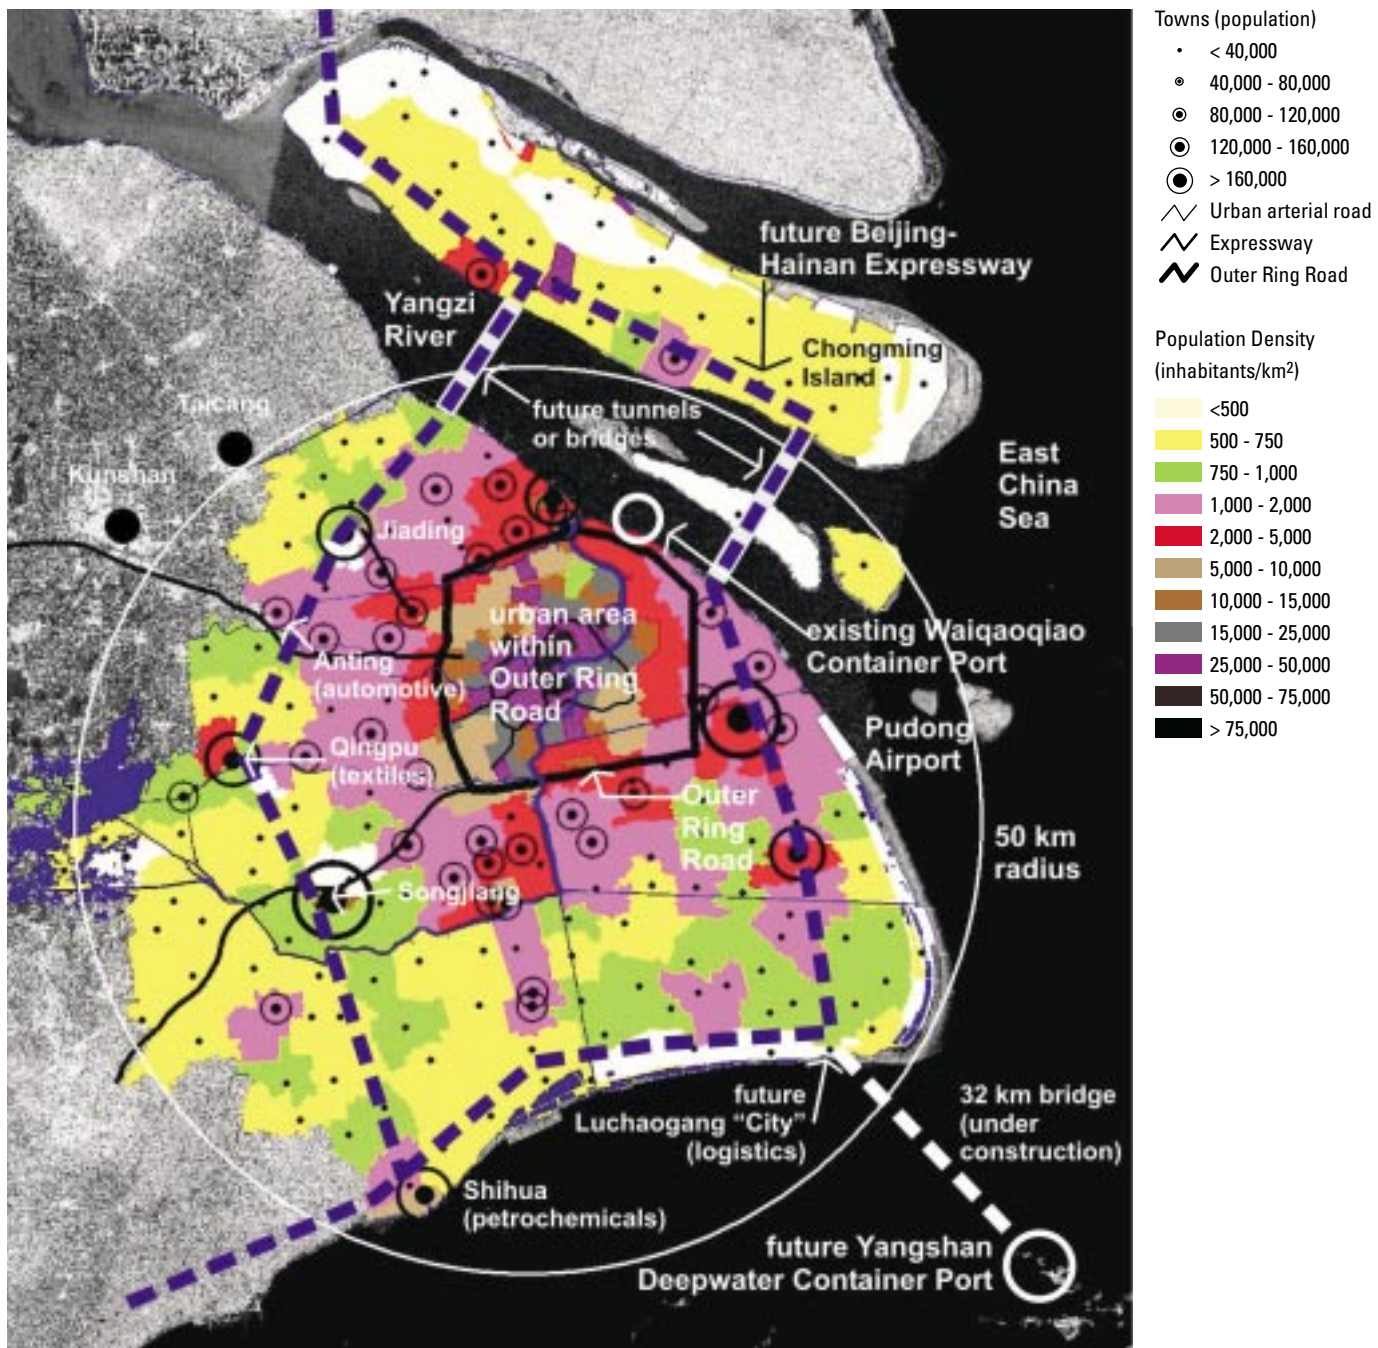 Towns (population)
< 40,000
40,000 - 80,000
80,000 - 120,000
120,000 - 160,000
> 160,000
Urban arterial road
Expressway
Outer Ring Road
Population Density
(inhabitants/km2)
<500
500 - 750
750 - 1,000
1,000 - 2,000
2,000 - 5,000
5,000 - 10,000
10,000 - 15,000
15,000 - 25,000
25,000 - 50,000
50,000 - 75,000
> 75,000
future Beijing-
Hainan Expressway
Yangzi
River
Chongming
Island
Taicang
future tunnels
or bridges
Kunshan
East
China
Sea
Jiading
urban area
within
Outer Ring
Road
existing Waiqaoqiao
Container Port
Anting
(automotive)
Pudong
Airport
Qingpu
(textiles)
Outer
Ring
Road
50 km
radius
Songjiang
future
Luchaogang “City”
(logistics)
32 km bridge
(under
construction)
Shihua
(petrochemicals)
future Yangshan
Deepwater Container Port